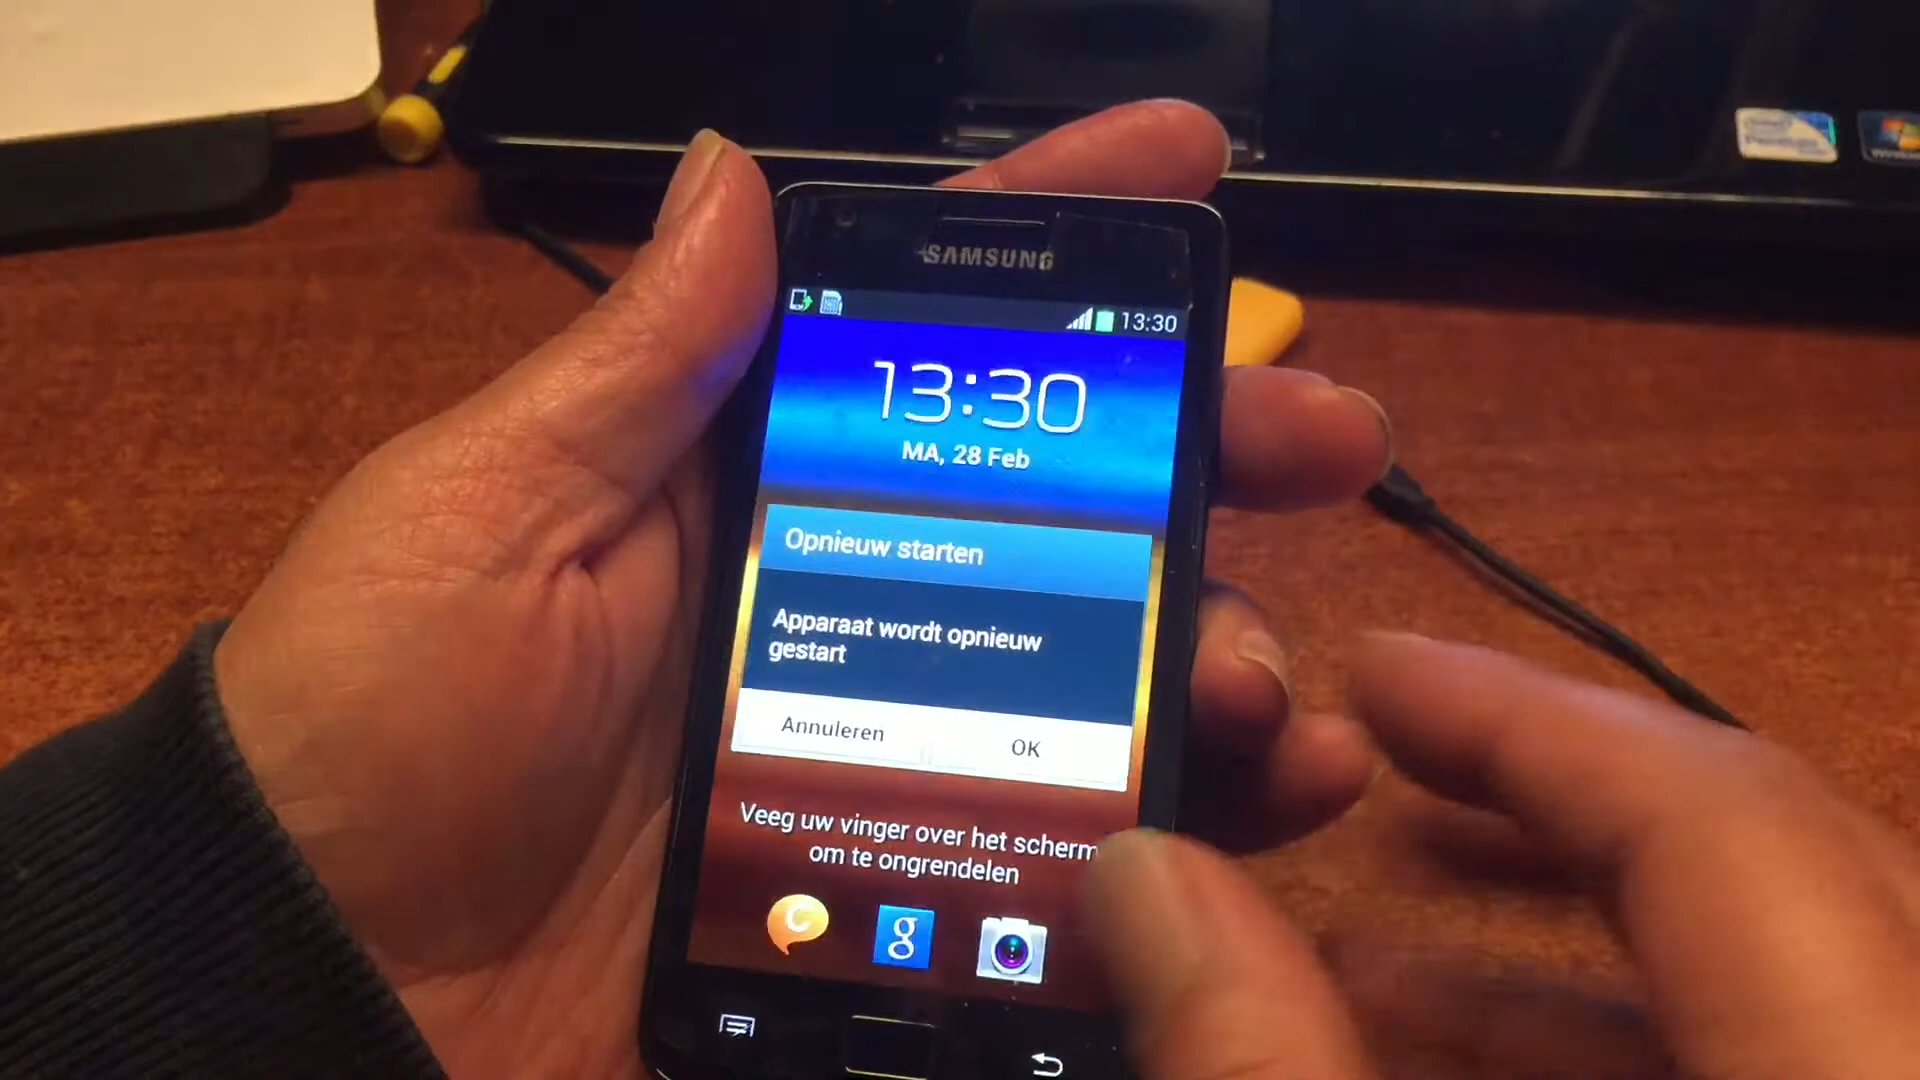 SAMSUNG
13:30
13:30
MA, 28 Feb
Opnieuw starten
Apparaat wordt opnieuw
gestart
Annuleren
OK
Veeg uw vinger over het scherm
om te ongrendelen
C
g